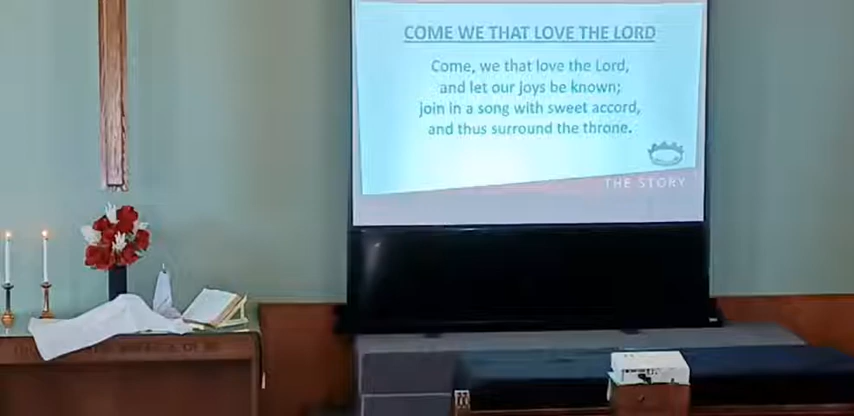 COME WE THAT LOVE THE LORD
Come, we that love the Lord,
and let our joys be known;
join in a song with sweet accord,
and thus surround the throne.
THE STORY